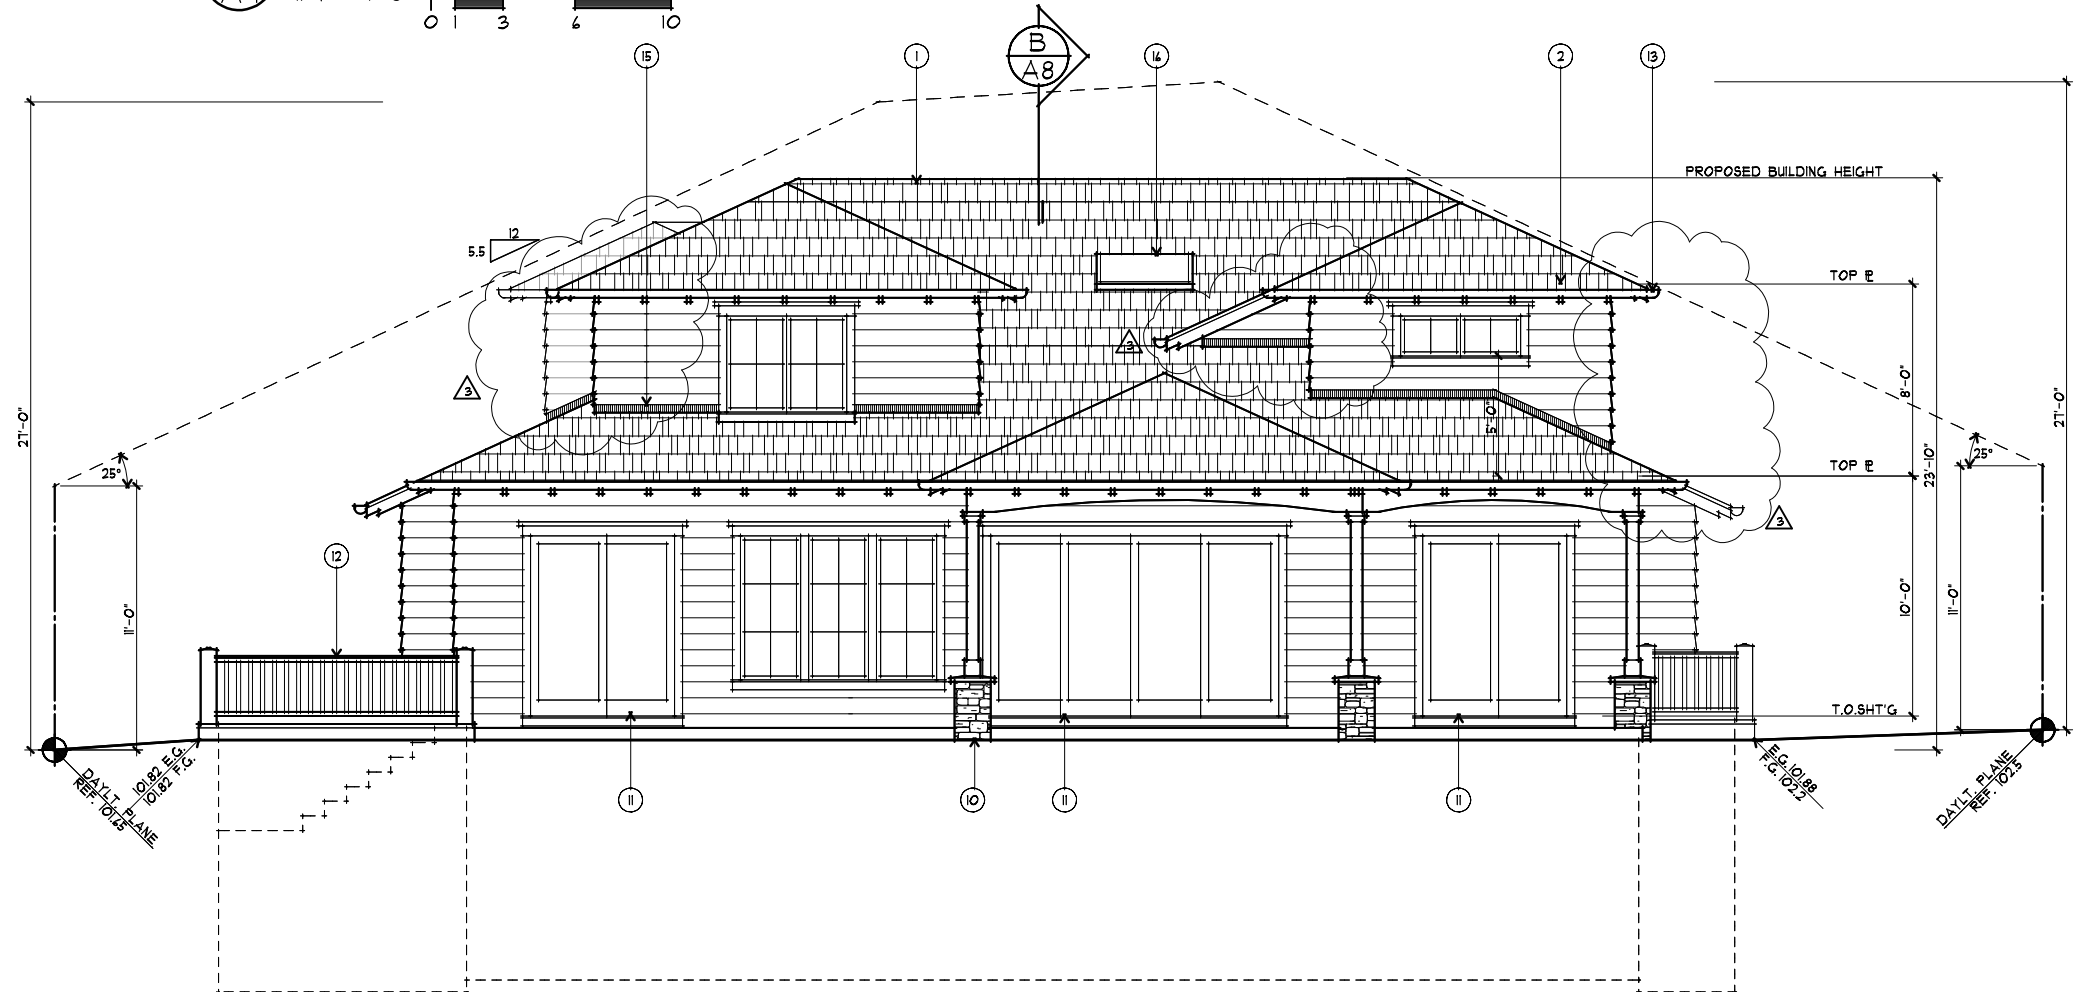 0 1 3 6 10
B
A8
15
1
16
2
13
PROPOSED BUILDING HEIGHT
12
5.5
TOP PL
3
3
27'-0"
8'-0"
27'-0"
5'-0"
25°
25°
TOP PL
23'-10"
3
12
11'-0"
10'-0"
11'-0"
T.O.SHT'G
101.82 E.G.
101.82 F.G.
DAYLT. PLANE
REF. 101.65
11
10
11
11
E.G. 101.88
F.G. 102.2
DAYLT. PLANE
REF. 102.5